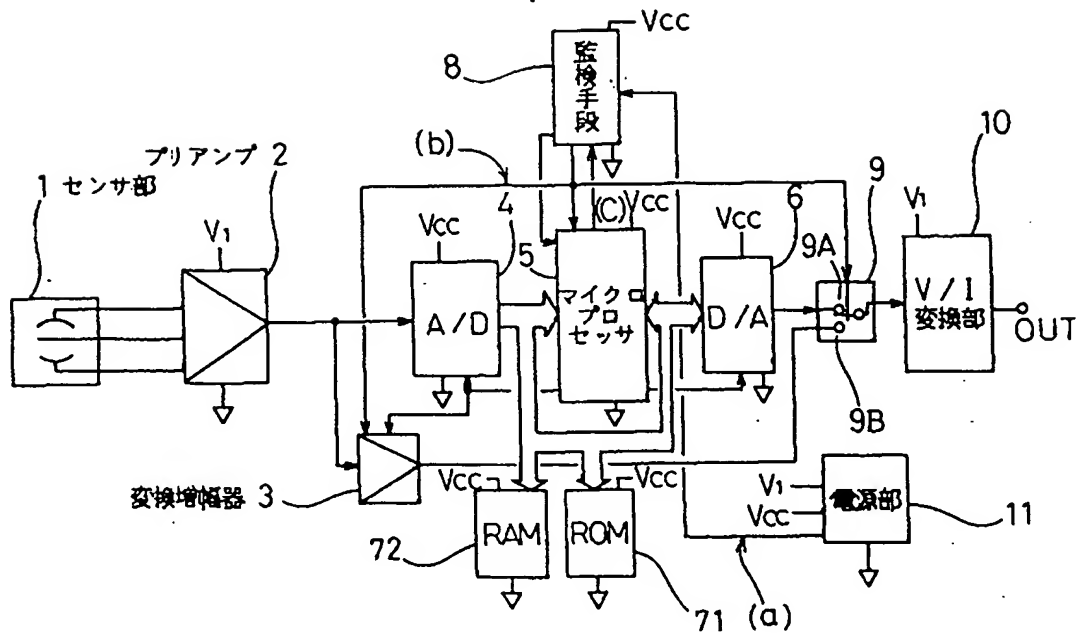 Vcc
監検手段
8
(b)
プリアンプ 2
1 センサ部
V1
Vcc
4
(C)
Vcc
5
マイクロプロセッサ
A/D
Vcc
6
D/A
9A
9
9B
V1
10
V/I
変換部
OUT
変換増幅器 3
Vcc
RAM
72
Vcc
ROM
71
(a)
V1
Vcc
電源部
11